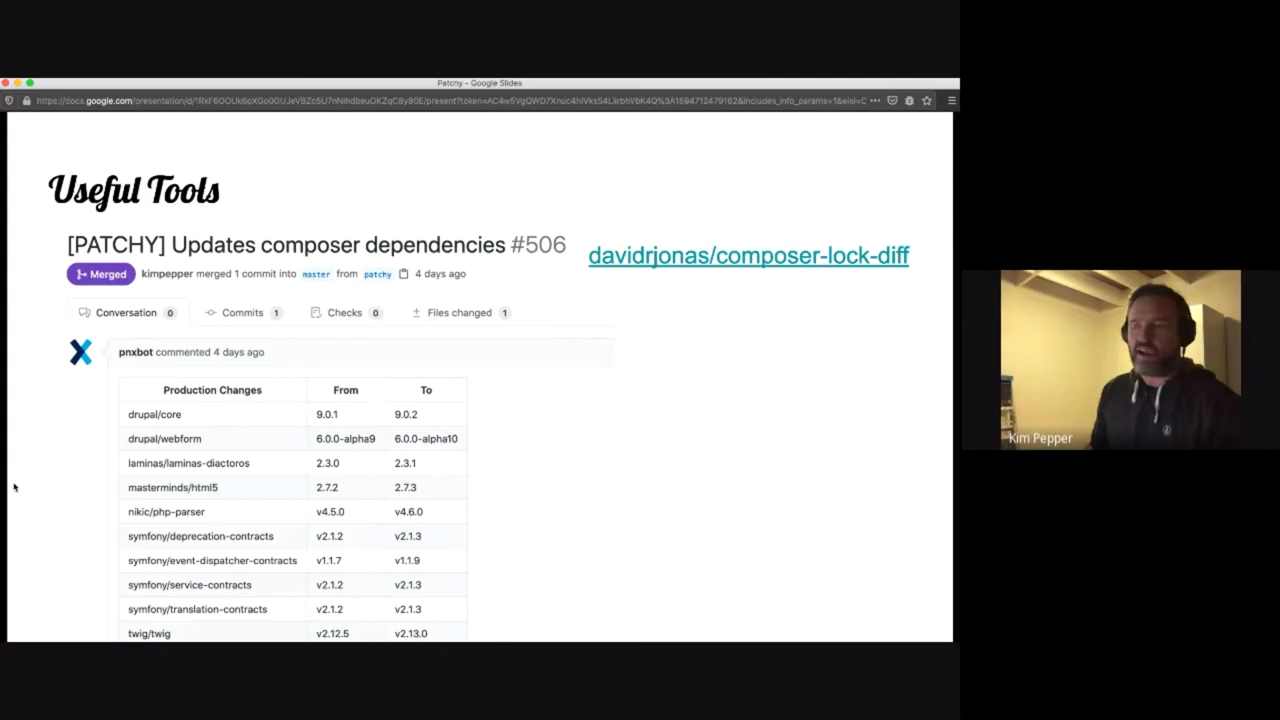 Patchy - Google Slides
Useful Tools
[PATCHY] Updates composer dependencies #506
davidrjonas/composer-lock-diff
Merged kimpepper merged 1 commit into master from patchy 4 days ago
Conversation 0 Commits 1 Checks 0 Files changed 1
pnxbot commented 4 days ago
Production Changes From To
drupal/core 9.0.1 9.0.2
drupal/webform 6.0.0-alpha9 6.0.0-alpha10
laminas/laminas-diactoros 2.3.0 2.3.1
masterminds/html5 2.7.2 2.7.3
nikic/php-parser v4.5.0 v4.6.0
symfony/deprecation-contracts v2.1.2 v2.1.3
symfony/event-dispatcher-contracts v1.1.7 v1.1.9
symfony/service-contracts v2.1.2 v2.1.3
symfony/translation-contracts v2.1.2 v2.1.3
twig/twig v2.12.5 v2.13.0
Kim Pepper